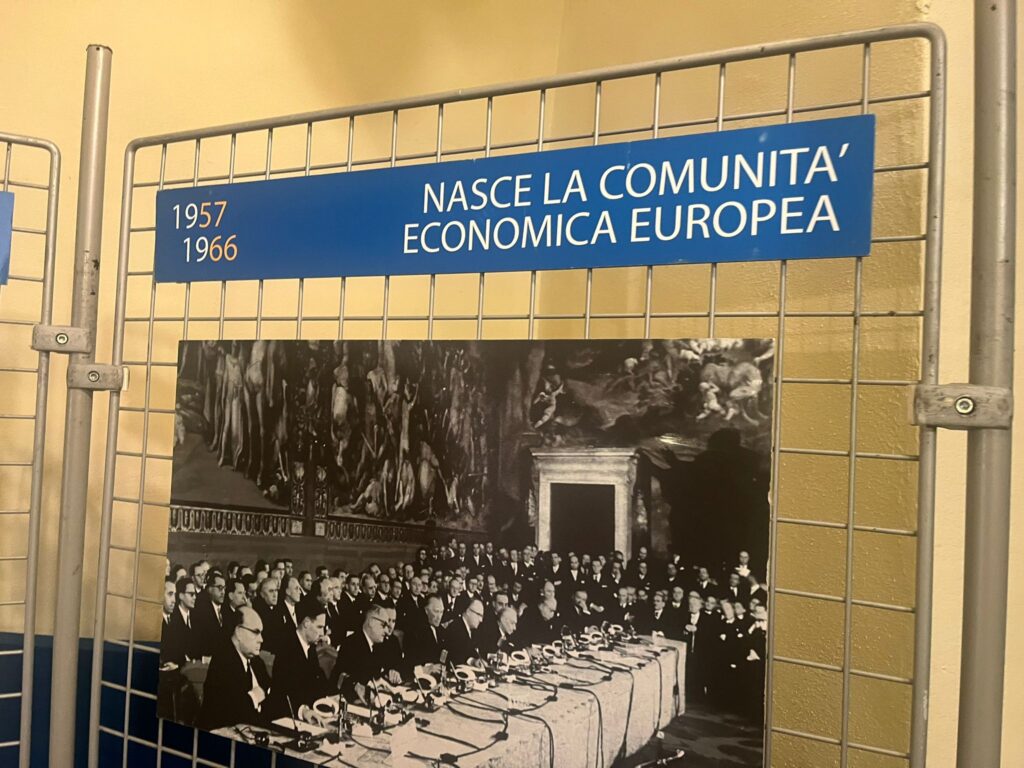 1957
1966
NASCE LA COMUNITA’
ECONOMICA EUROPEA